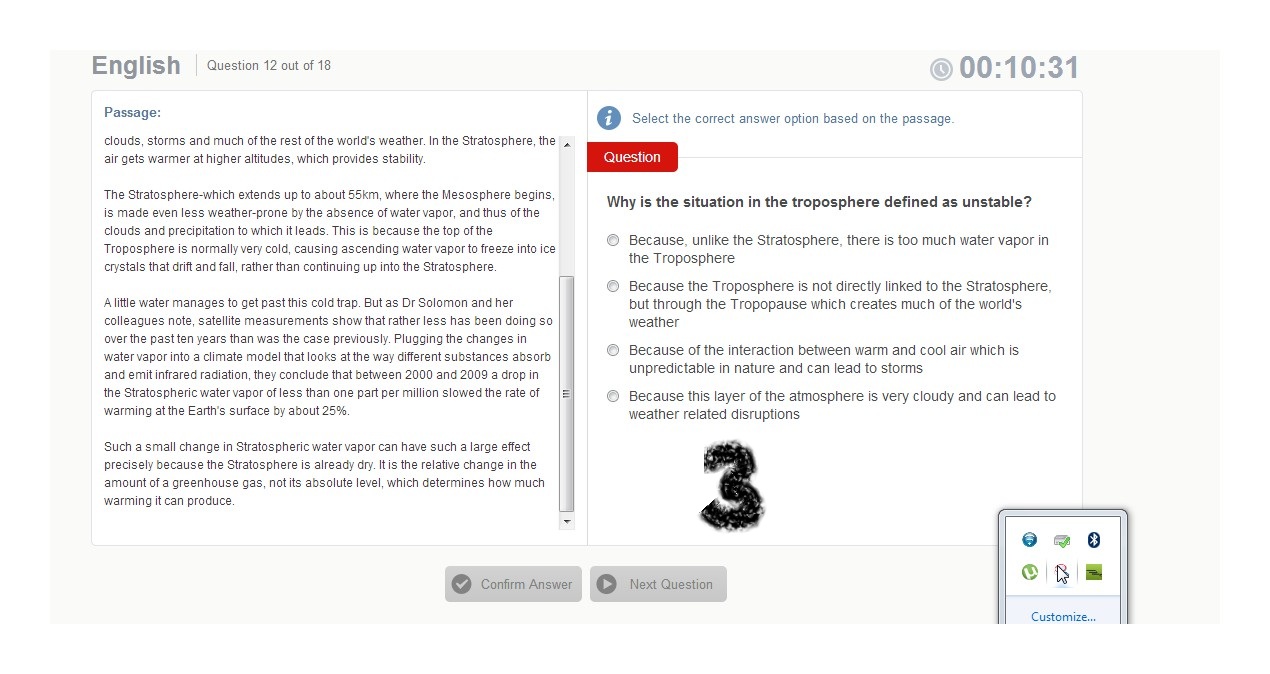 English
Question 12 out of 18
00:10:31
Passage:
clouds, storms and much of the rest of the world's weather. In the Stratosphere, the
air gets warmer at higher altitudes, which provides stability.
The Stratosphere-which extends up to about 55km, where the Mesosphere begins,
is made even less weather-prone by the absence of water vapor, and thus of the
clouds and precipitation to which it leads. This is because the top of the
Troposphere is normally very cold, causing ascending water vapor to freeze into ice
crystals that drift and fall, rather than continuing up into the Stratosphere.
A little water manages to get past this cold trap. But as Dr Solomon and her
colleagues note, satellite measurements show that rather less has been doing so
over the past ten years than was the case previously. Plugging the changes in
water vapor into a climate model that looks at the way different substances absorb
and emit infrared radiation, they conclude that between 2000 and 2009 a drop in
the Stratospheric water vapor of less than one part per million slowed the rate of
warming at the Earth's surface by about 25%.
Such a small change in Stratospheric water vapor can have such a large effect
precisely because the Stratosphere is already dry. It is the relative change in the
amount of a greenhouse gas, not its absolute level, which determines how much
warming it can produce.
Select the correct answer option based on the passage.
Question
Why is the situation in the troposphere defined as unstable?
Because, unlike the Stratosphere, there is too much water vapor in
the Troposphere
Because the Troposphere is not directly linked to the Stratosphere,
but through the Tropopause which creates much of the world's
weather
Because of the interaction between warm and cool air which is
unpredictable in nature and can lead to storms
Because this layer of the atmosphere is very cloudy and can lead to
weather related disruptions
3
Confirm Answer
Next Question
Customize...